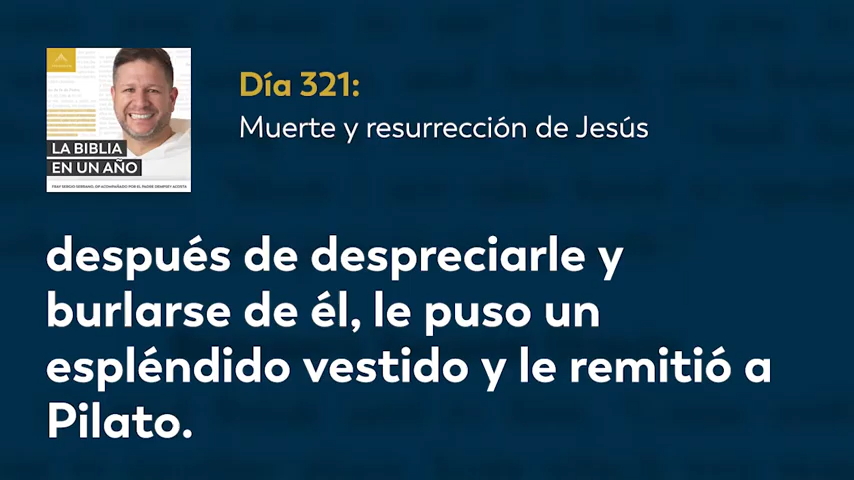 Día 321:
Muerte y resurrección de Jesús
LA BIBLIA
EN UN AÑO
después de despreciarle y
burlarse de él, le puso un
espléndido vestido y le remitió a
Pilato.